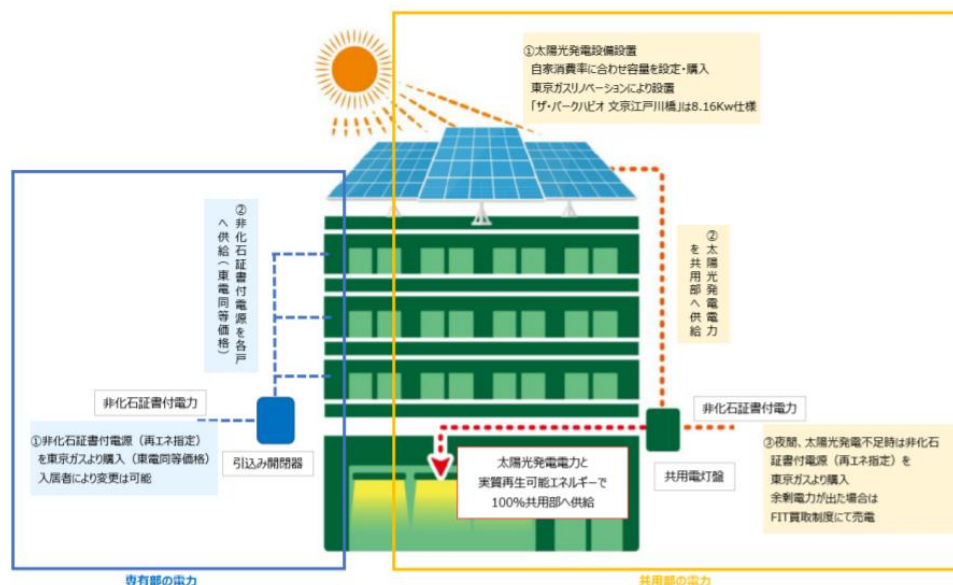 ①太陽光発電設備設置
自家消費率に合わせ容量を設定・購入
東京ガスリノベーションにより設置
「ザ・パークハビオ 文京江戸川橋」は8.16Kw仕様
②非化石証書付電源を各戸
へ供給（東電同等価格）
②太陽光発電電力
を共用部へ供給
非化石証書付電力
①非化石証書付電源（再エネ指定）
を東京ガスより購入（東電同等価格）
入居者により変更は可能
引込み開閉器
太陽光発電電力と
実質再生可能エネルギーで
100%共用部へ供給
非化石証書付電力
共用電灯盤
③夜間、太陽光発電不足時は非化石
証書付電源（再エネ指定）を
東京ガスより購入
余剰電力が出た場合は
FIT買取制度にて売電
専有部の電力
共用部の電力